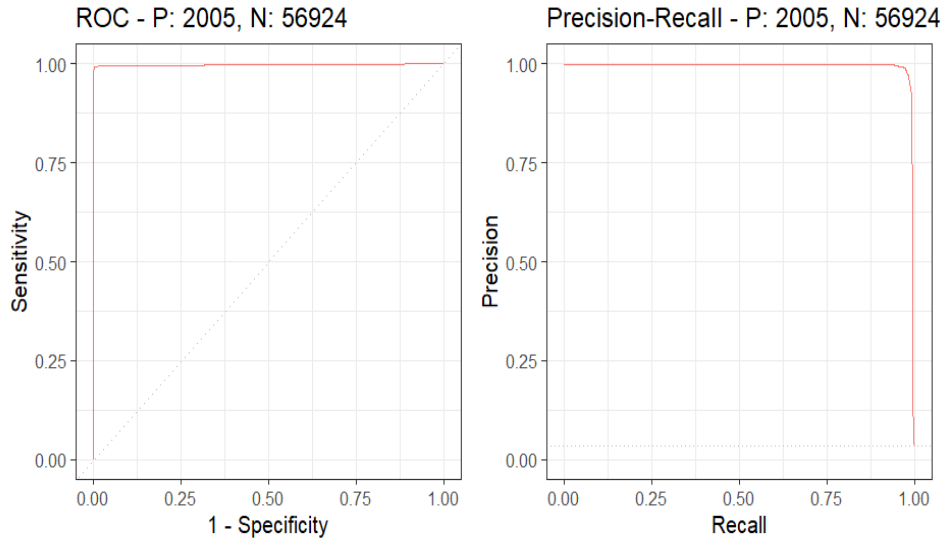 ROC - P: 2005, N: 56924
Sensitivity
1.00
0.75
0.50
0.25
0.00
0.00 0.25 0.50 0.75 1.00
1 - Specificity
Precision-Recall - P: 2005, N: 56924
Precision
1.00
0.75
0.50
0.25
0.00
0.00 0.25 0.50 0.75 1.00
Recall